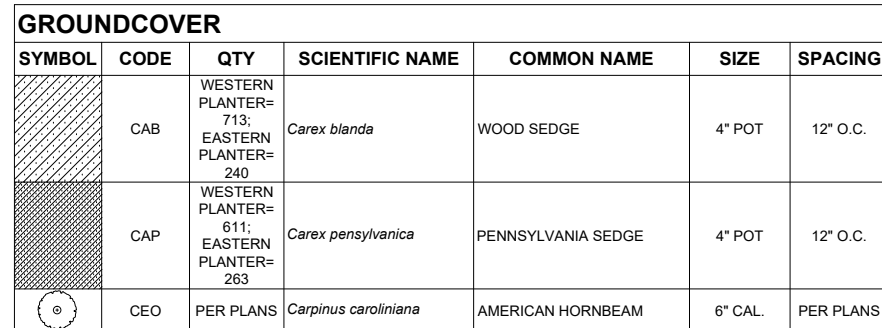 GROUNDCOVER
SYMBOL CODE QTY SCIENTIFIC NAME COMMON NAME SIZE SPACING
WESTERN
PLANTER=
713;
EASTERN
PLANTER=
240
CAB Carex blanda WOOD SEDGE 4" POT 12" O.C.
WESTERN
PLANTER=
611;
EASTERN
PLANTER=
263
CAP Carex pensylvanica PENNSYLVANIA SEDGE 4" POT 12" O.C.
CEO PER PLANS Carpinus caroliniana AMERICAN HORNBEAM 6" CAL. PER PLANS